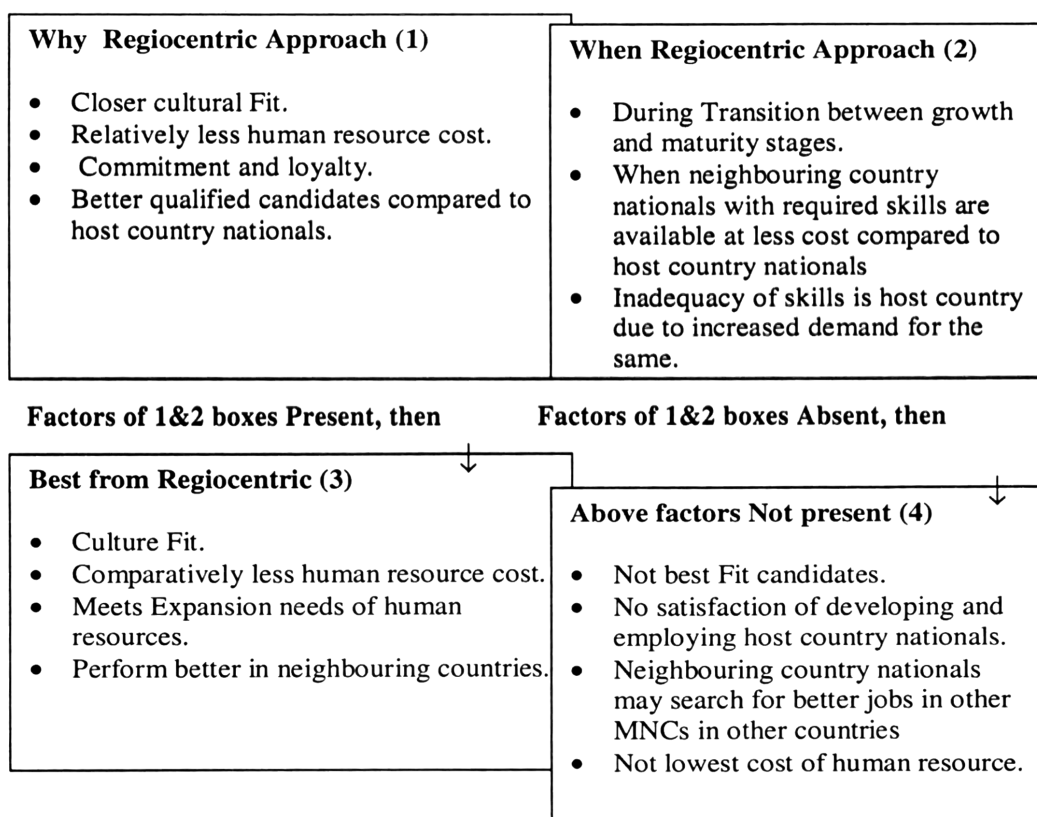 Why Regiocentric Approach (1)
• Closer cultural Fit.
• Relatively less human resource cost.
• Commitment and loyalty.
• Better qualified candidates compared to
host country nationals.
When Regiocentric Approach (2)
• During Transition between growth
and maturity stages.
• When neighbouring country
nationals with required skills are
available at less cost compared to
host country nationals
• Inadequacy of skills is host country
due to increased demand for the
same.
Factors of 1&2 boxes Present, then
Factors of 1&2 boxes Absent, then
Best from Regiocentric (3)
• Culture Fit.
• Comparatively less human resource cost.
• Meets Expansion needs of human
resources.
• Perform better in neighbouring countries.
Above factors Not present (4)
• Not best Fit candidates.
• No satisfaction of developing and
employing host country nationals.
• Neighbouring country nationals
may search for better jobs in other
MNCs in other countries
• Not lowest cost of human resource.